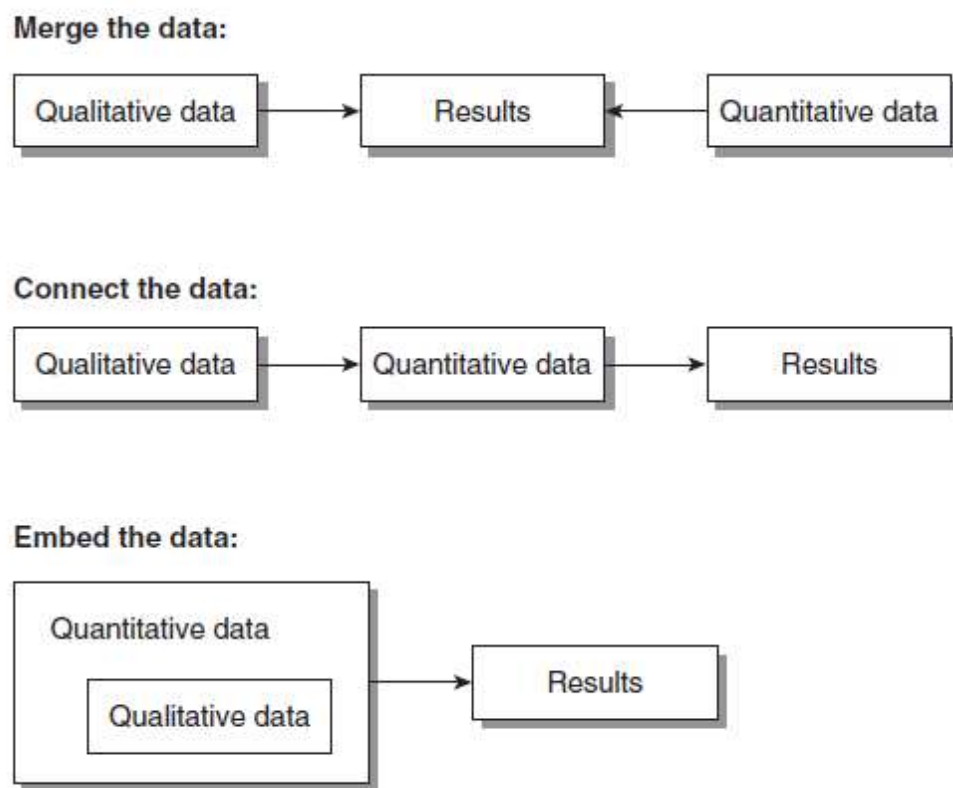 Merge the data:
Qualitative data
Results
Quantitative data
Connect the data:
Qualitative data
Quantitative data
Results
Embed the data:
Quantitative data
Qualitative data
Results